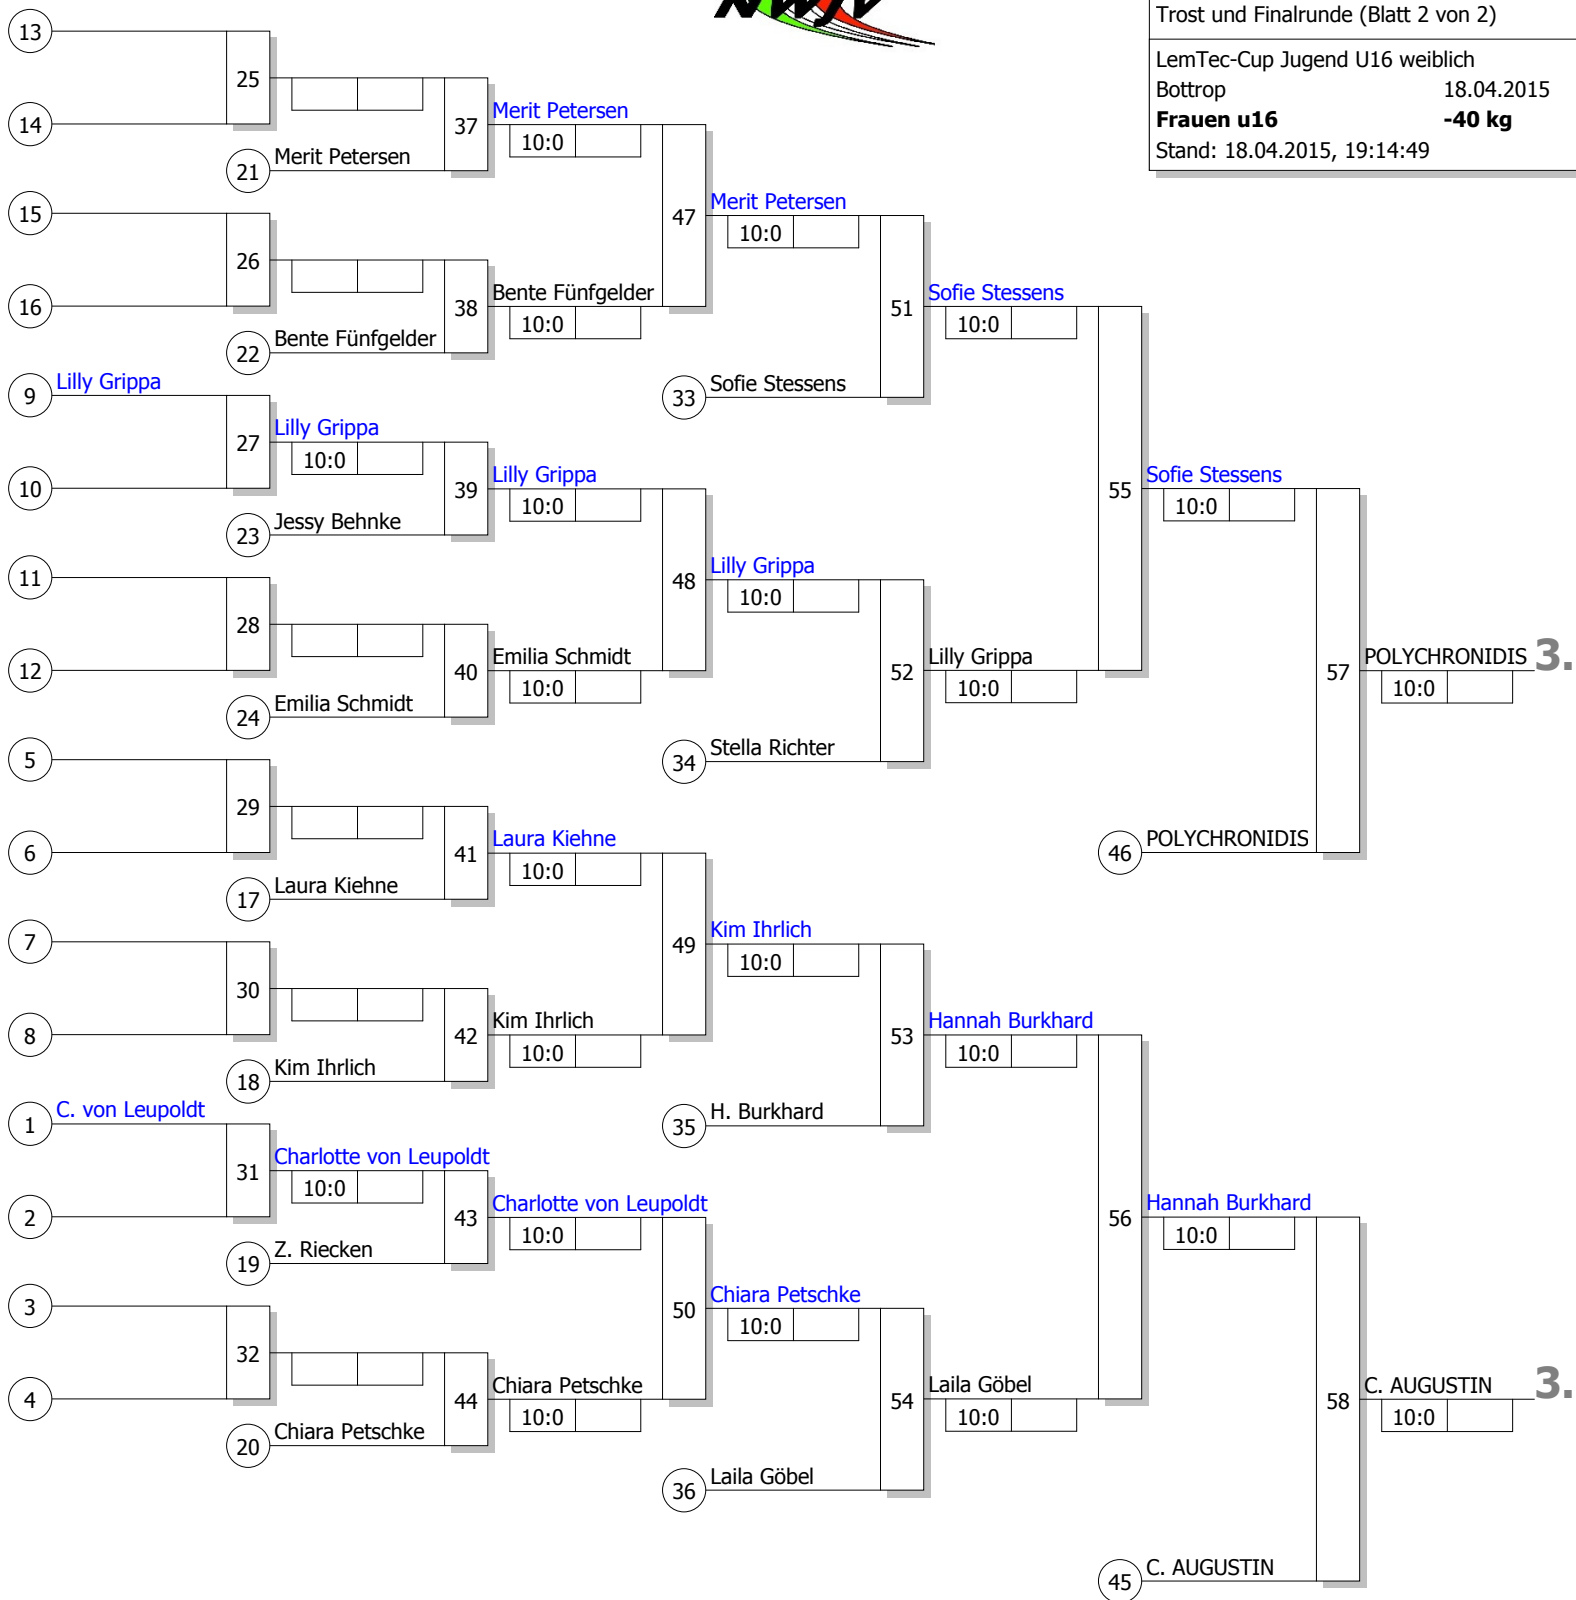 NWJV
Trost und Finalrunde (Blatt 2 von 2)
LemTec-Cup Jugend U16 weiblich
Bottrop 18.04.2015
Frauen u16 -40 kg
Stand: 18.04.2015, 19:14:49
13
25
14
37
21 Merit Petersen
Merit Petersen
10:0
15
26
16
38
22 Bente Fünfgelder
Bente Fünfgelder
10:0
47
Merit Petersen
10:0
51
33 Sofie Stessens
Sofie Stessens
10:0
9 Lilly Grippa
27
10
Lilly Grippa
10:0
39
23 Jessy Behnke
Lilly Grippa
10:0
11
28
12
40
24 Emilia Schmidt
Emilia Schmidt
10:0
48
Lilly Grippa
10:0
52
34 Stella Richter
Lilly Grippa
10:0
55
Sofie Stessens
10:0
57
46 POLYCHRONIDIS
POLYCHRONIDIS 3.
10:0
5
29
6
41
17 Laura Kiehne
Laura Kiehne
10:0
7
30
8
42
18 Kim Ihrlich
Kim Ihrlich
10:0
49
Kim Ihrlich
10:0
53
35 H. Burkhard
Hannah Burkhard
10:0
1 C. von Leupoldt
31
2
Charlotte von Leupoldt
10:0
43
19 Z. Riecken
Charlotte von Leupoldt
10:0
3
32
4
44
20 Chiara Petschke
Chiara Petschke
10:0
50
Chiara Petschke
10:0
54
36 Laila Göbel
Laila Göbel
10:0
56
Hannah Burkhard
10:0
58
45 C. AUGUSTIN
C. AUGUSTIN 3.
10:0